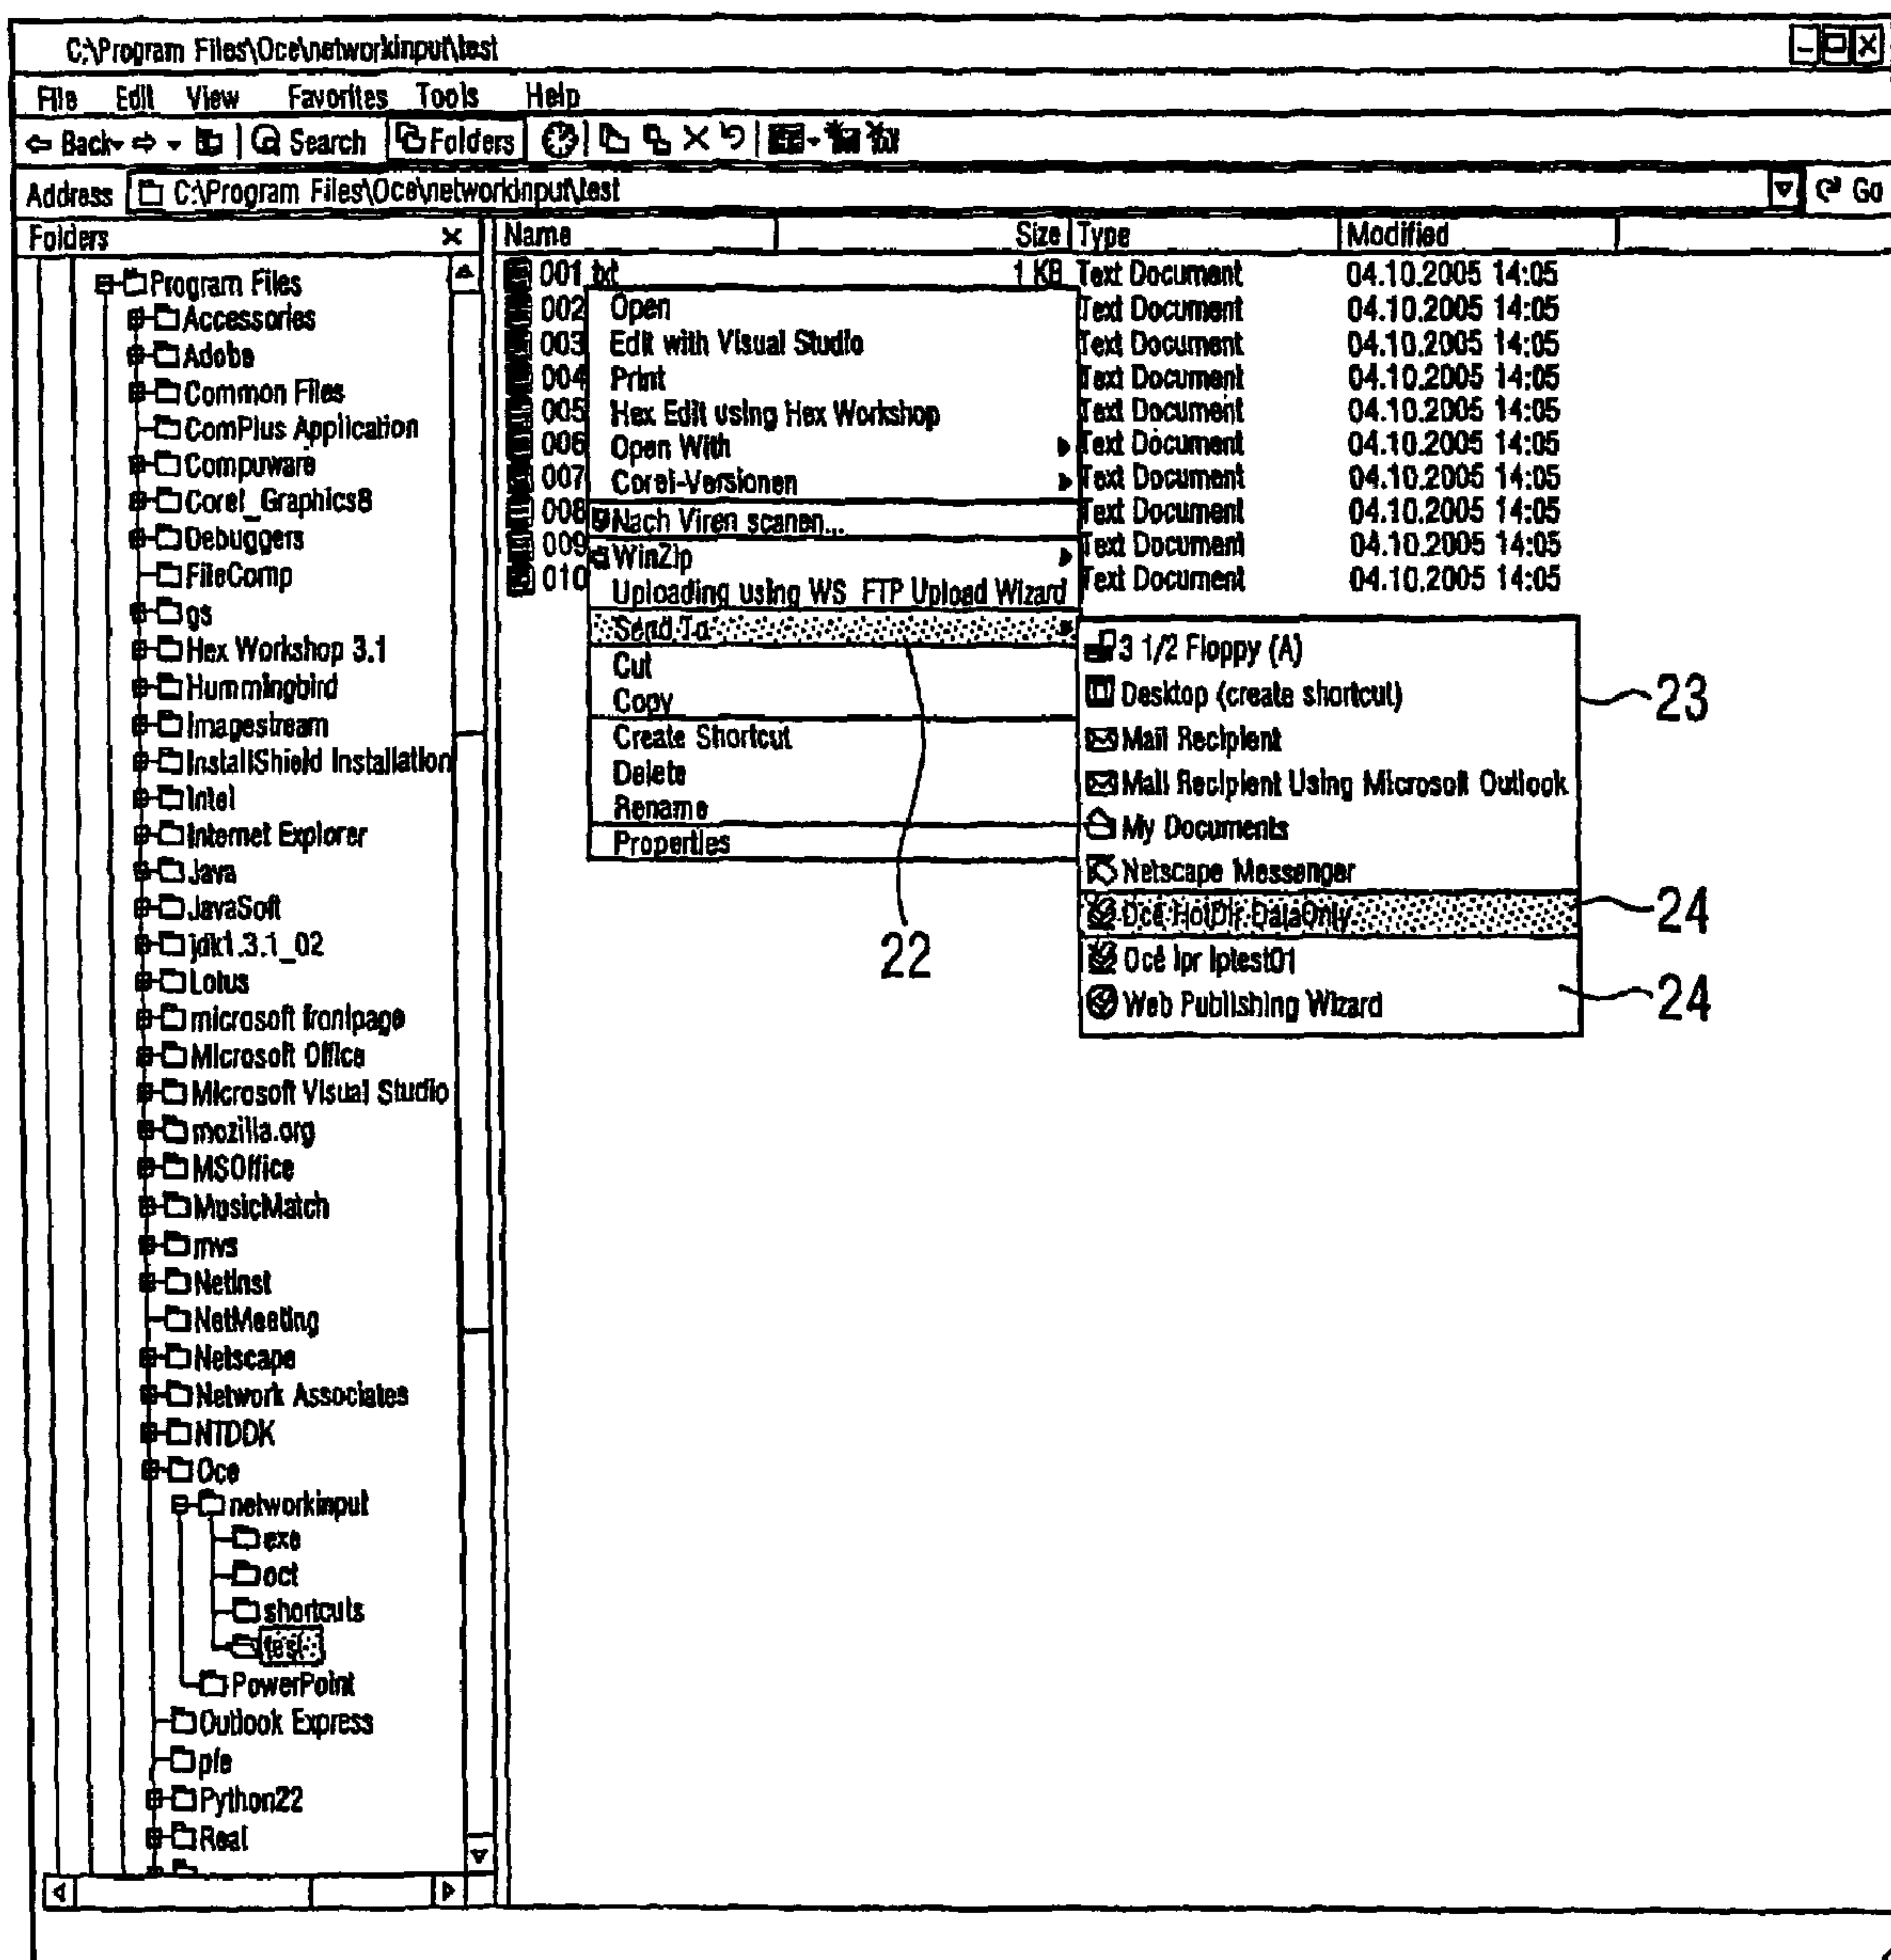 C:\Program Files\Oce\networkinput\test
File Edit View Favorites Tools Help
Back Search Folders
Address C:\Program Files\Oce\networkinput\test Go
Folders
Program Files
Accessories
Adobe
Common Files
ComPlus Application
Compuware
Corel_Graphics8
Debuggers
FileComp
gs
Hex Workshop 3.1
Hummingbird
Imagestream
InstallShield Installation
Intel
Internet Explorer
Java
JavaSoft
jdk1.3.1_02
Lotus
microsoft frontpage
Microsoft Office
Microsoft Visual Studio
mozilla.org
MSOffice
MusicMatch
mvs
NetInst
NetMeeting
Netscape
Network Associates
NTDDK
Oce
networkinput
exe
oct
shortcuts
test
PowerPoint
Outlook Express
pfe
Python22
Real
Name Size Type Modified
001 txt 1 KB Text Document 04.10.2005 14:05
002 Text Document 04.10.2005 14:05
003 Text Document 04.10.2005 14:05
004 Text Document 04.10.2005 14:05
005 Text Document 04.10.2005 14:05
006 Text Document 04.10.2005 14:05
007 Text Document 04.10.2005 14:05
008 Text Document 04.10.2005 14:05
009 Text Document 04.10.2005 14:05
010 Text Document 04.10.2005 14:05
Open
Edit with Visual Studio
Print
Hex Edit using Hex Workshop
Open With
Corel-Versionen
Nach Viren scanen...
WinZip
Uploading using WS_FTP Upload Wizard
Send To
Cut
Copy
Create Shortcut
Delete
Rename
Properties
22
3 1/2 Floppy (A)
Desktop (create shortcut)
Mail Recipient
Mail Recipient Using Microsoft Outlook
My Documents
Netscape Messenger
Océ HotDir DataOnly
Océ lpr lptest01
Web Publishing Wizard
23
24
24